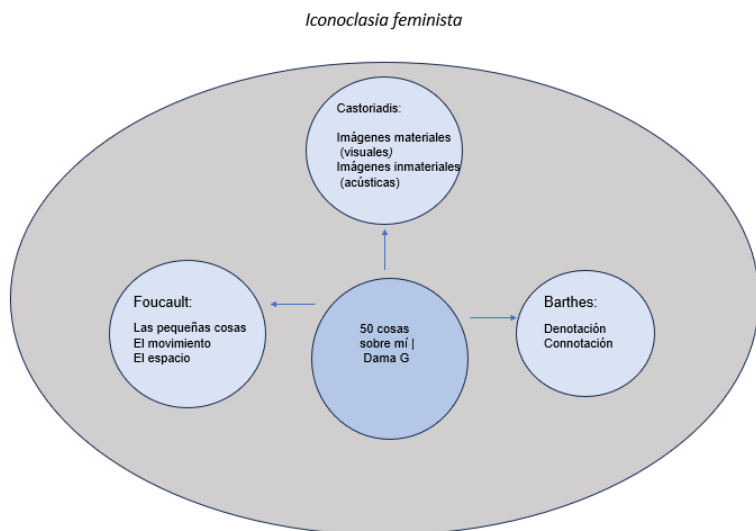 Iconoclasia feminista
Castoriadis:
Imágenes materiales
(visuales)
Imágenes inmateriales
(acústicas)
Foucault:
Las pequeñas cosas
El movimiento
El espacio
50 cosas
sobre mí |
Dama G
Barthes:
Denotación
Connotación